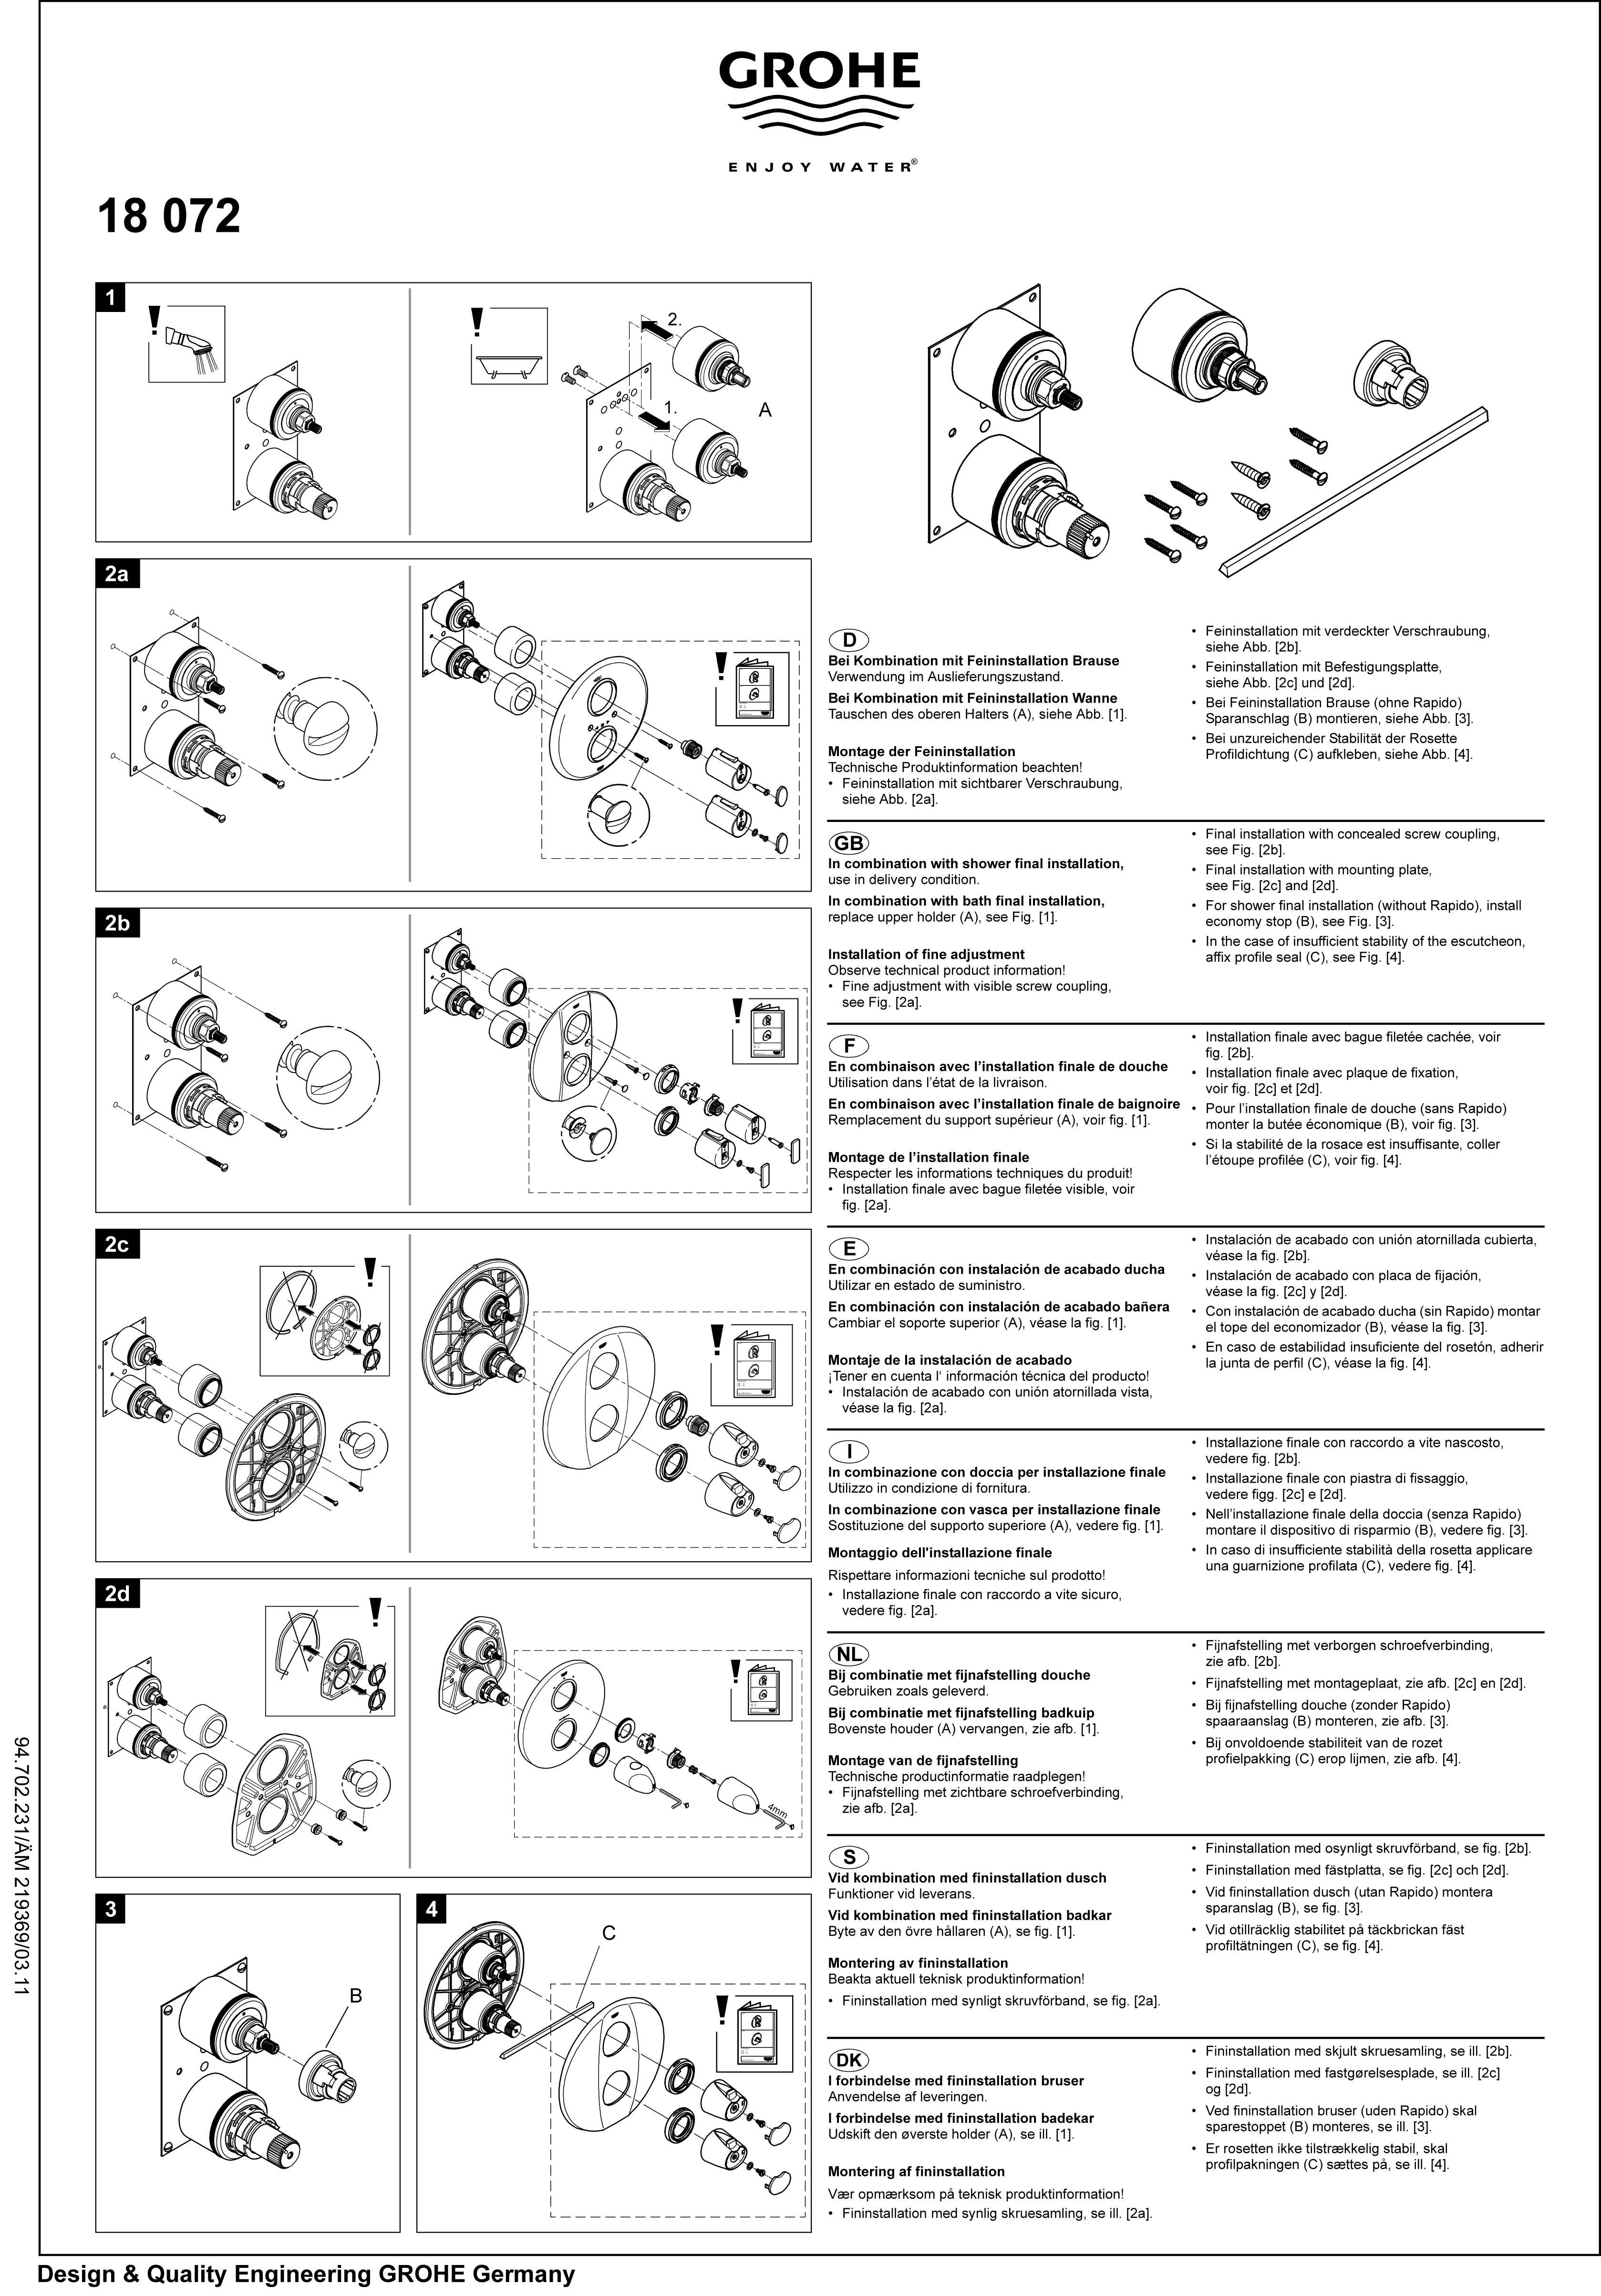 GROHE
ENJOY WATER®
18 072
1
2.
1.
A
2a
2b
2c
2d
4mm
3
B
4
C
D
Bei Kombination mit Feininstallation Brause
Verwendung im Auslieferungszustand.
Bei Kombination mit Feininstallation Wanne
Tauschen des oberen Halters (A), siehe Abb. [1].
Montage der Feininstallation
Technische Produktinformation beachten!
• Feininstallation mit sichtbarer Verschraubung,
siehe Abb. [2a].
• Feininstallation mit verdeckter Verschraubung,
siehe Abb. [2b].
• Feininstallation mit Befestigungsplatte,
siehe Abb. [2c] und [2d].
• Bei Feininstallation Brause (ohne Rapido)
Sparanschlag (B) montieren, siehe Abb. [3].
• Bei unzureichender Stabilität der Rosette
Profildichtung (C) aufkleben, siehe Abb. [4].
GB
In combination with shower final installation,
use in delivery condition.
In combination with bath final installation,
replace upper holder (A), see Fig. [1].
Installation of fine adjustment
Observe technical product information!
• Fine adjustment with visible screw coupling,
see Fig. [2a].
• Final installation with concealed screw coupling,
see Fig. [2b].
• Final installation with mounting plate,
see Fig. [2c] and [2d].
• For shower final installation (without Rapido), install
economy stop (B), see Fig. [3].
• In the case of insufficient stability of the escutcheon,
affix profile seal (C), see Fig. [4].
F
En combinaison avec l’installation finale de douche
Utilisation dans l’état de la livraison.
En combinaison avec l’installation finale de baignoire
Remplacement du support supérieur (A), voir fig. [1].
Montage de l’installation finale
Respecter les informations techniques du produit!
• Installation finale avec bague filetée visible, voir
fig. [2a].
• Installation finale avec bague filetée cachée, voir
fig. [2b].
• Installation finale avec plaque de fixation,
voir fig. [2c] et [2d].
• Pour l’installation finale de douche (sans Rapido)
monter la butée économique (B), voir fig. [3].
• Si la stabilité de la rosace est insuffisante, coller
l’étoupe profilée (C), voir fig. [4].
E
En combinación con instalación de acabado ducha
Utilizar en estado de suministro.
En combinación con instalación de acabado bañera
Cambiar el soporte superior (A), véase la fig. [1].
Montaje de la instalación de acabado
¡Tener en cuenta l‘ información técnica del producto!
• Instalación de acabado con unión atornillada vista,
véase la fig. [2a].
• Instalación de acabado con unión atornillada cubierta,
véase la fig. [2b].
• Instalación de acabado con placa de fijación,
véase la fig. [2c] y [2d].
• Con instalación de acabado ducha (sin Rapido) montar
el tope del economizador (B), véase la fig. [3].
• En caso de estabilidad insuficiente del rosetón, adherir
la junta de perfil (C), véase la fig. [4].
I
In combinazione con doccia per installazione finale
Utilizzo in condizione di fornitura.
In combinazione con vasca per installazione finale
Sostituzione del supporto superiore (A), vedere fig. [1].
Montaggio dell'installazione finale
Rispettare informazioni tecniche sul prodotto!
• Installazione finale con raccordo a vite sicuro,
vedere fig. [2a].
• Installazione finale con raccordo a vite nascosto,
vedere fig. [2b].
• Installazione finale con piastra di fissaggio,
vedere figg. [2c] e [2d].
• Nell’installazione finale della doccia (senza Rapido)
montare il dispositivo di risparmio (B), vedere fig. [3].
• In caso di insufficiente stabilità della rosetta applicare
una guarnizione profilata (C), vedere fig. [4].
NL
Bij combinatie met fijnafstelling douche
Gebruiken zoals geleverd.
Bij combinatie met fijnafstelling badkuip
Bovenste houder (A) vervangen, zie afb. [1].
Montage van de fijnafstelling
Technische productinformatie raadplegen!
• Fijnafstelling met zichtbare schroefverbinding,
zie afb. [2a].
• Fijnafstelling met verborgen schroefverbinding,
zie afb. [2b].
• Fijnafstelling met montageplaat, zie afb. [2c] en [2d].
• Bij fijnafstelling douche (zonder Rapido)
spaaraanslag (B) monteren, zie afb. [3].
• Bij onvoldoende stabiliteit van de rozet
profielpakking (C) erop lijmen, zie afb. [4].
S
Vid kombination med fininstallation dusch
Funktioner vid leverans.
Vid kombination med fininstallation badkar
Byte av den övre hållaren (A), se fig. [1].
Montering av fininstallation
Beakta aktuell teknisk produktinformation!
• Fininstallation med synligt skruvförband, se fig. [2a].
• Fininstallation med osynligt skruvförband, se fig. [2b].
• Fininstallation med fästplatta, se fig. [2c] och [2d].
• Vid fininstallation dusch (utan Rapido) montera
sparanslag (B), se fig. [3].
• Vid otillräcklig stabilitet på täckbrickan fäst
profiltätningen (C), se fig. [4].
DK
I forbindelse med fininstallation bruser
Anvendelse af leveringen.
I forbindelse med fininstallation badekar
Udskift den øverste holder (A), se ill. [1].
Montering af fininstallation
Vær opmærksom på teknisk produktinformation!
• Fininstallation med synlig skruesamling, se ill. [2a].
• Fininstallation med skjult skruesamling, se ill. [2b].
• Fininstallation med fastgørelsesplade, se ill. [2c]
og [2d].
• Ved fininstallation bruser (uden Rapido) skal
sparestoppet (B) monteres, se ill. [3].
• Er rosetten ikke tilstrækkelig stabil, skal
profilpakningen (C) sættes på, se ill. [4].
94.702.231/ÄM 219369/03.11
Design & Quality Engineering GROHE Germany